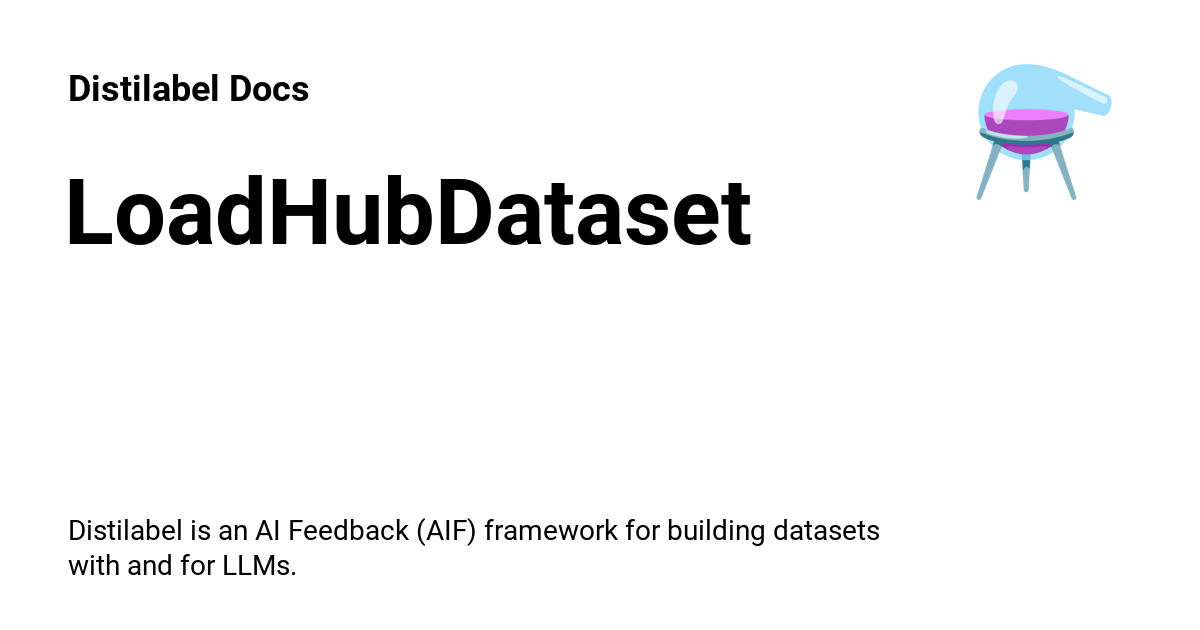 Distilabel Docs
LoadHubDataset
Distilabel is an AI Feedback (AIF) framework for building datasets
with and for LLMs.